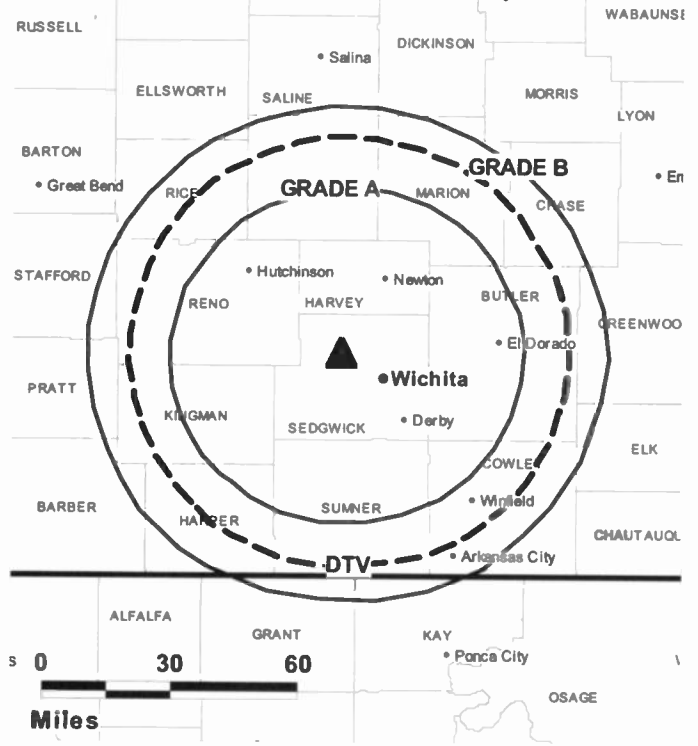 RUSSELL
WABAUNSE
DICKINSON
Salina
ELLSWORTH
SALINE
MORRIS
LYON
BARTON
GRADE B
Great Bend
Em
RICE
GRADE A
MARION
CHASE
Hutchinson
Newton
STAFFORD
RENO
HARVEY
BUTLER
GREENWOO
El Dorado
Wichita
PRATT
KINGMAN
SEDGWICK
Derby
ELK
COWLE
Winfield
BARBER
SUMNER
HARPER
CHAUTAUQU
DTV
Arkansas City
ALFALFA
GRANT
KAY
Ponca City
S 0 30 60
OSAGE
Miles